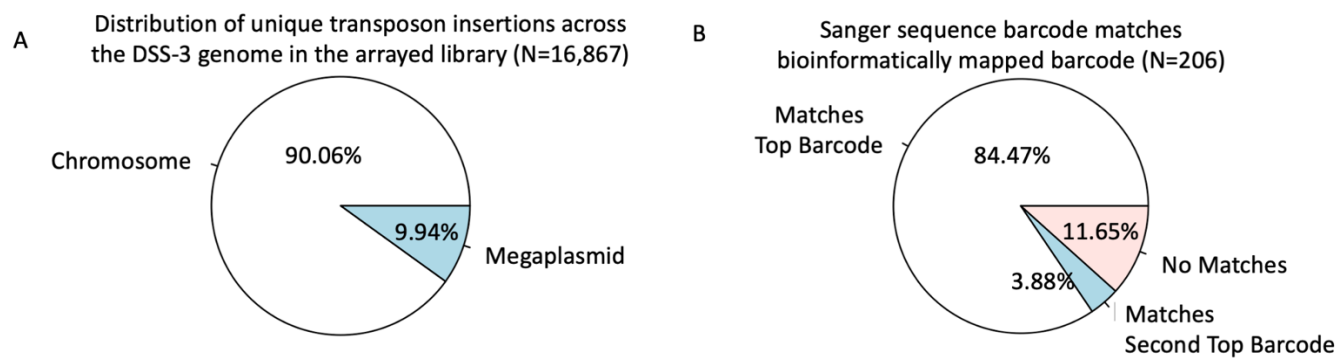 A
Distribution of unique transposon insertions across
the DSS-3 genome in the arrayed library (N=16,867)
90.06%
Chromosome
9.94%
Megaplasmid
B
Sanger sequence barcode matches
bioinformatically mapped barcode (N=206)
Matches
Top Barcode
84.47%
11.65%
No Matches
3.88%
Matches
Second Top Barcode